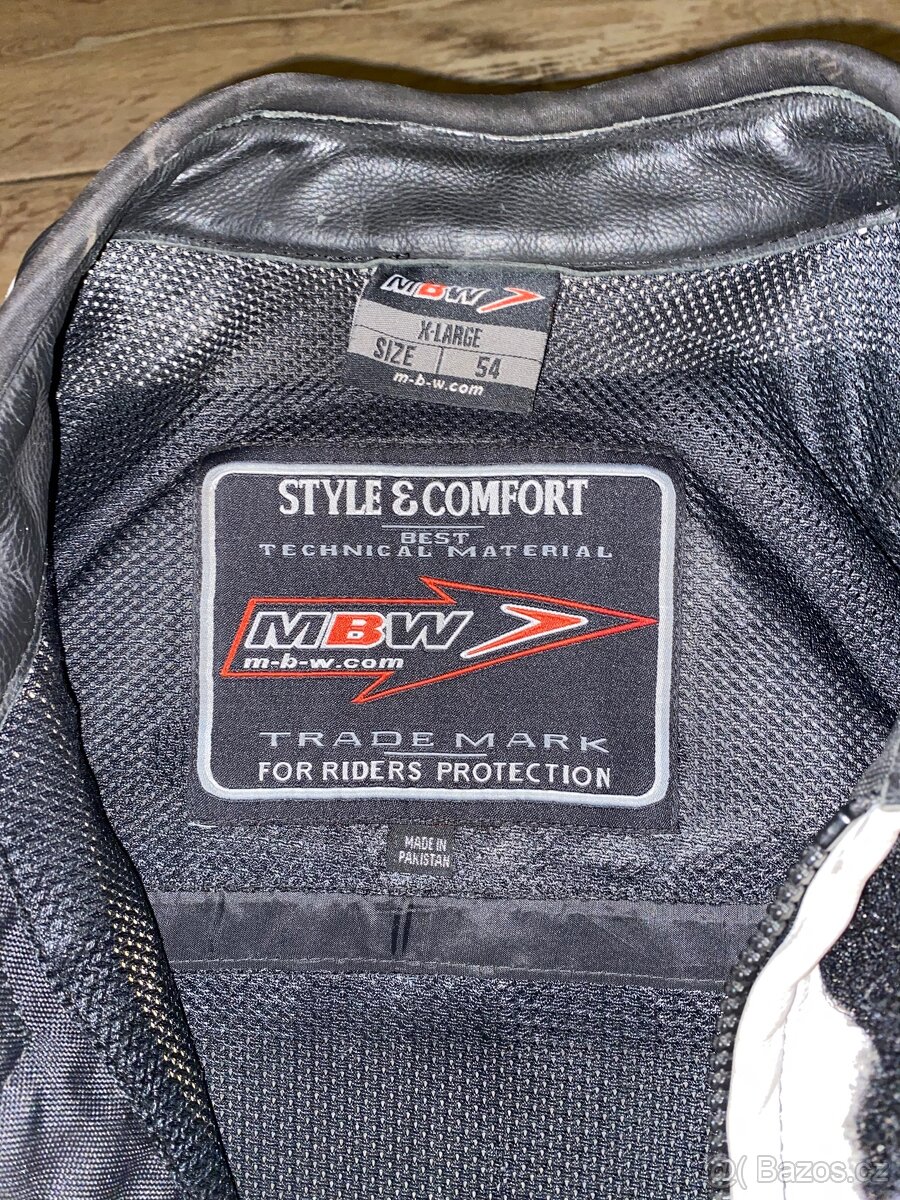 MBW
X-LARGE
SIZE 54
m-b-w.com
STYLE & COMFORT
BEST
TECHNICAL MATERIAL
MBW
m-b-w.com
TRADE MARK
FOR RIDERS PROTECTION
MADE IN
PAKISTAN
Bazos.cz